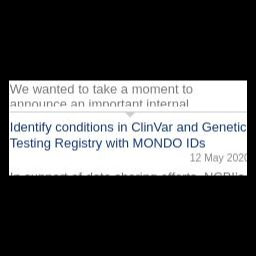 We wanted to take a moment to
announce an important internal
Identify conditions in ClinVar and Genetic
Testing Registry with MONDO IDs
12 May 2020
In support of data sharing efforts, NCBI's